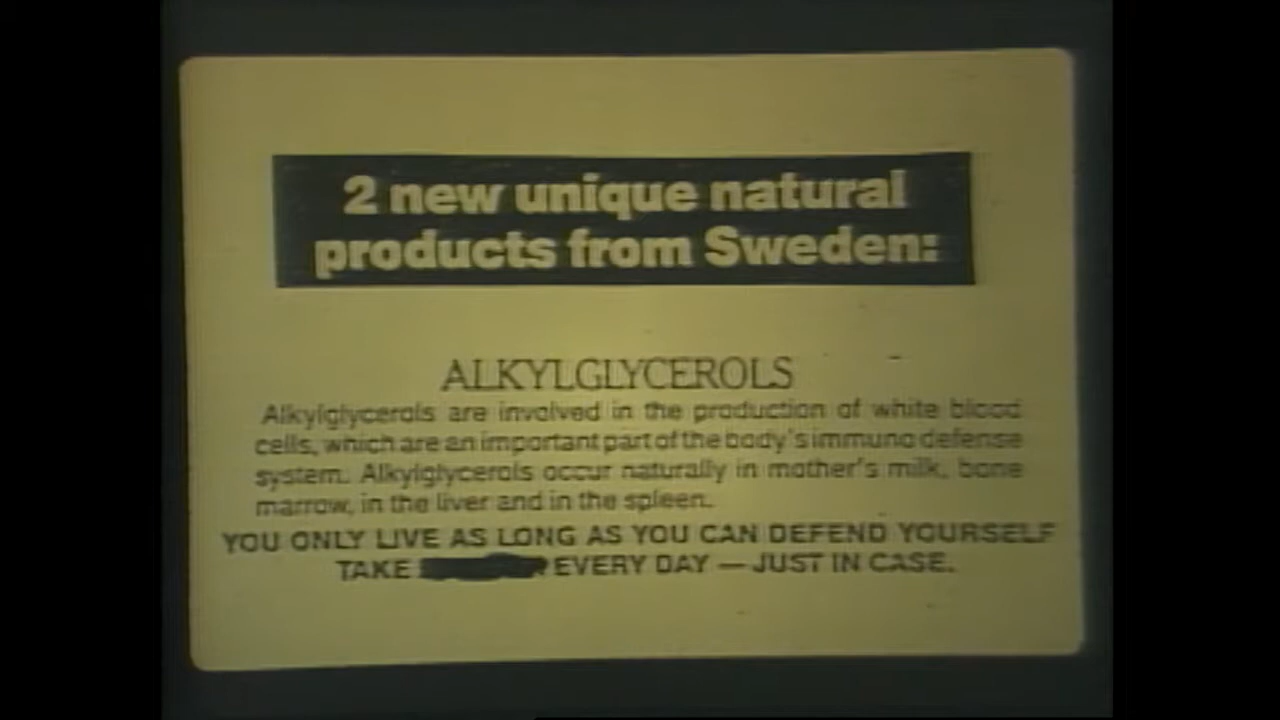 2 new unique natural
products from Sweden:
ALKYLGLYCEROLS
Alkylglycerols are involved in the production of white blood
cells, which are an important part of the body's immuno defense
system. Alkylglycerols occur naturally in mother's milk, bone
marrow, in the liver and in the spleen.
YOU ONLY LIVE AS LONG AS YOU CAN DEFEND YOURSELF
TAKE EVERY DAY — JUST IN CASE.